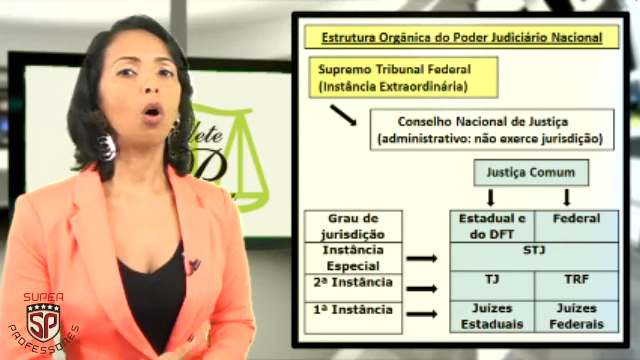 Estrutura Orgânica do Poder Judiciário Nacional
Supremo Tribunal Federal
(Instância Extraordinária)
Conselho Nacional de Justiça
(administrativo: não exerce jurisdição)
Justiça Comum
Grau de
jurisdição
Estadual e
do DFT
Federal
Instância
Especial
STJ
2ª Instância
TJ
TRF
1ª Instância
Juízes
Estaduais
Juízes
Federais
SUPER
SP
PROFESSORES